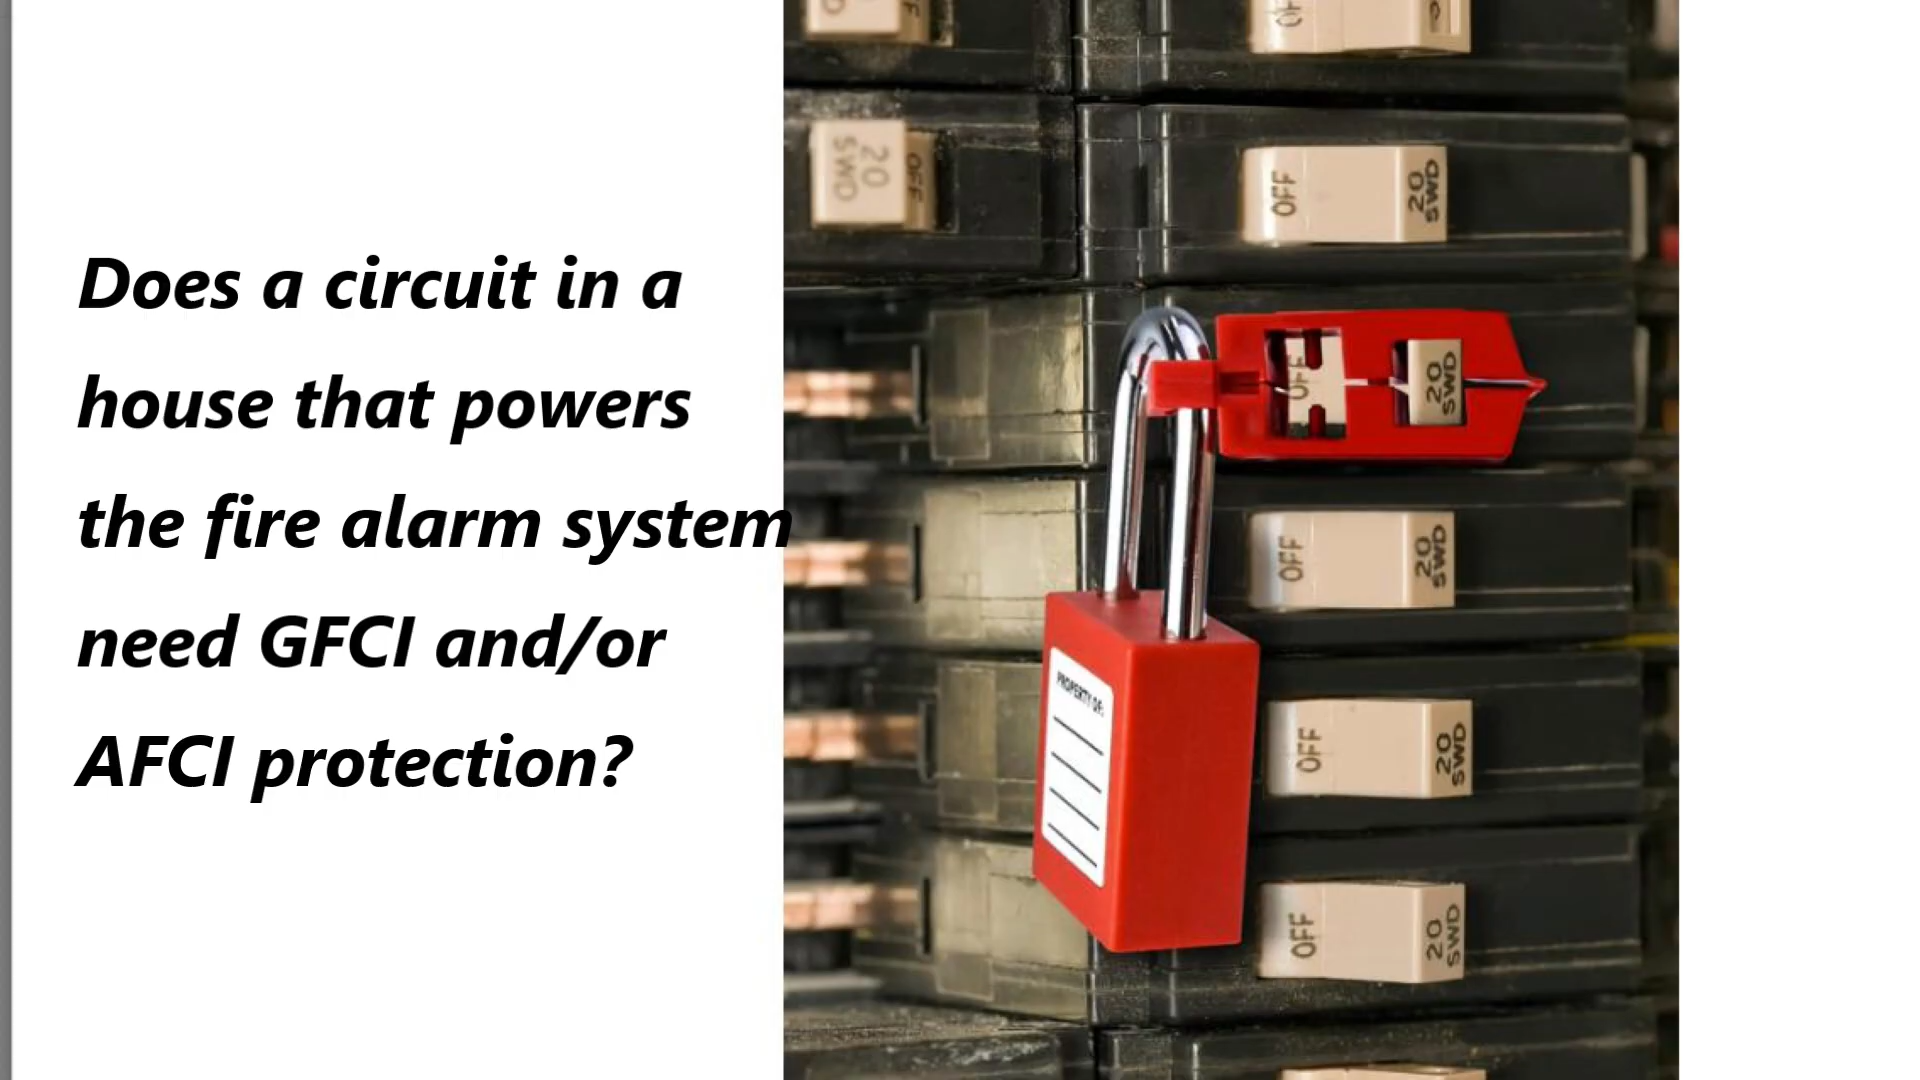 Does a circuit in a
house that powers
the fire alarm system
need GFCI and/or
AFCI protection?
OFF
20
SWD
OFF
OFF
20
SWD
OFF
20
SWD
OFF
20
SWD
PROPERTY OF:
OFF
20
SWD
OFF
20
SWD